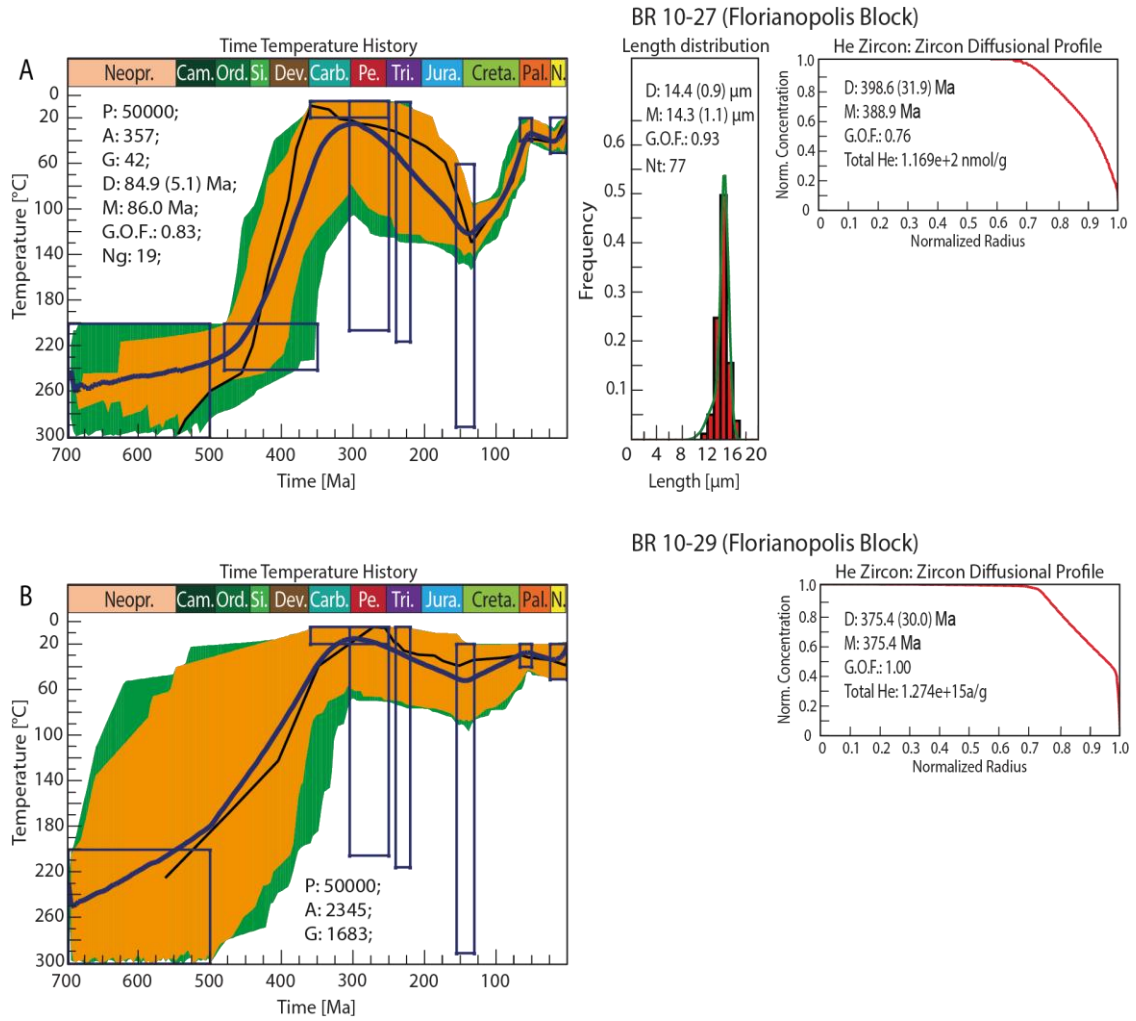 BR 10-27 (Florianopolis Block)
A
Time Temperature History
Neopr. Cam. Ord. Si. Dev. Carb. Pe. Tri. Jura. Creta. Pal. N.
Temperature [°C]
0
20
60
100
140
180
220
260
300
P: 50000;
A: 357;
G: 42;
D: 84.9 (5.1) Ma;
M: 86.0 Ma;
G.O.F.: 0.83;
Ng: 19;
700 600 500 400 300 200 100
Time [Ma]
Length distribution
D: 14.4 (0.9) μm
M: 14.3 (1.1) μm
G.O.F.: 0.93
Nt: 77
Frequency
0.6
0.5
0.4
0.3
0.2
0.1
0 4 8 12 16 20
Length [μm]
He Zircon: Zircon Diffusional Profile
Norm. Concentration
1.0
0.8
0.6
0.4
0.2
0
D: 398.6 (31.9) Ma
M: 388.9 Ma
G.O.F.: 0.76
Total He: 1.169e+2 nmol/g
0 0.1 0.2 0.3 0.4 0.5 0.6 0.7 0.8 0.9 1.0
Normalized Radius
BR 10-29 (Florianopolis Block)
B
Time Temperature History
Neopr. Cam. Ord. Si. Dev. Carb. Pe. Tri. Jura. Creta. Pal. N.
Temperature [°C]
0
20
60
100
140
180
220
260
300
P: 50000;
A: 2345;
G: 1683;
700 600 500 400 300 200 100
Time [Ma]
He Zircon: Zircon Diffusional Profile
Norm. Concentration
1.0
0.8
0.6
0.4
0.2
0
D: 375.4 (30.0) Ma
M: 375.4 Ma
G.O.F.: 1.00
Total He: 1.274e+15a/g
0 0.1 0.2 0.3 0.4 0.5 0.6 0.7 0.8 0.9 1.0
Normalized Radius